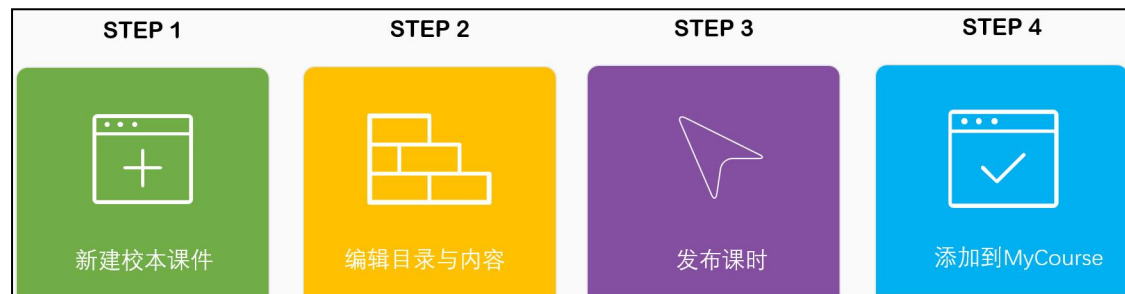 STEP 1
STEP 2
STEP 3
STEP 4
新建校本课件
编辑目录与内容
发布课时
添加到MyCourse